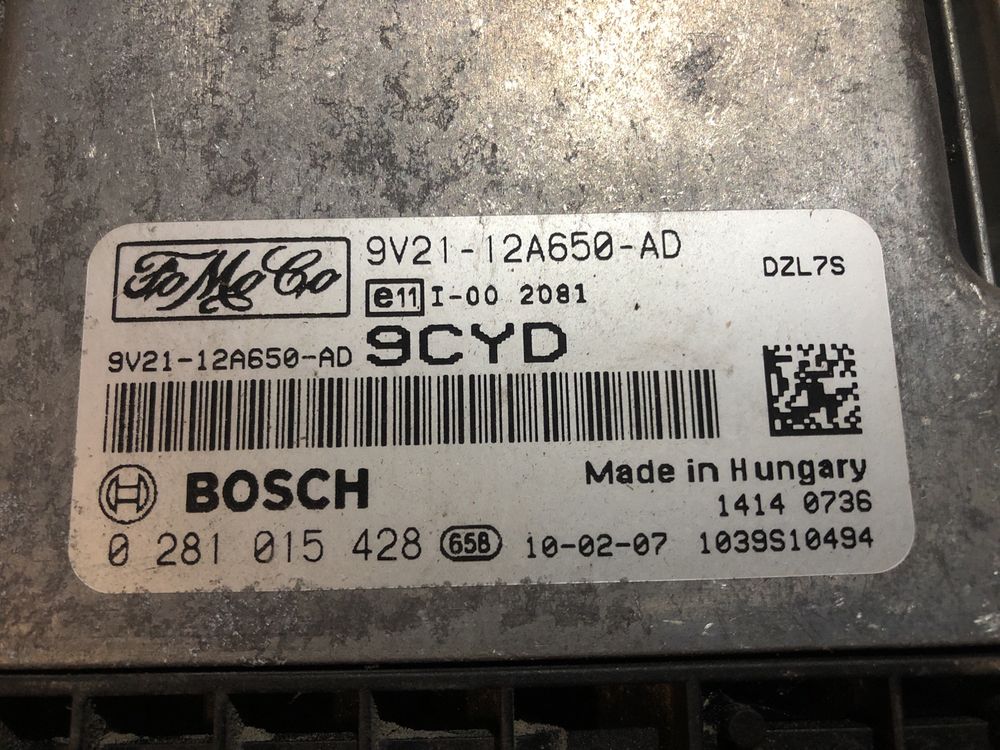 FoMoCo
9V21-12A650-AD
DZL7S
e11 I-00 2081
9V21-12A650-AD 9CYD
H BOSCH
Made in Hungary
1414 0736
0 281 015 428 658 10-02-07 1039S10494